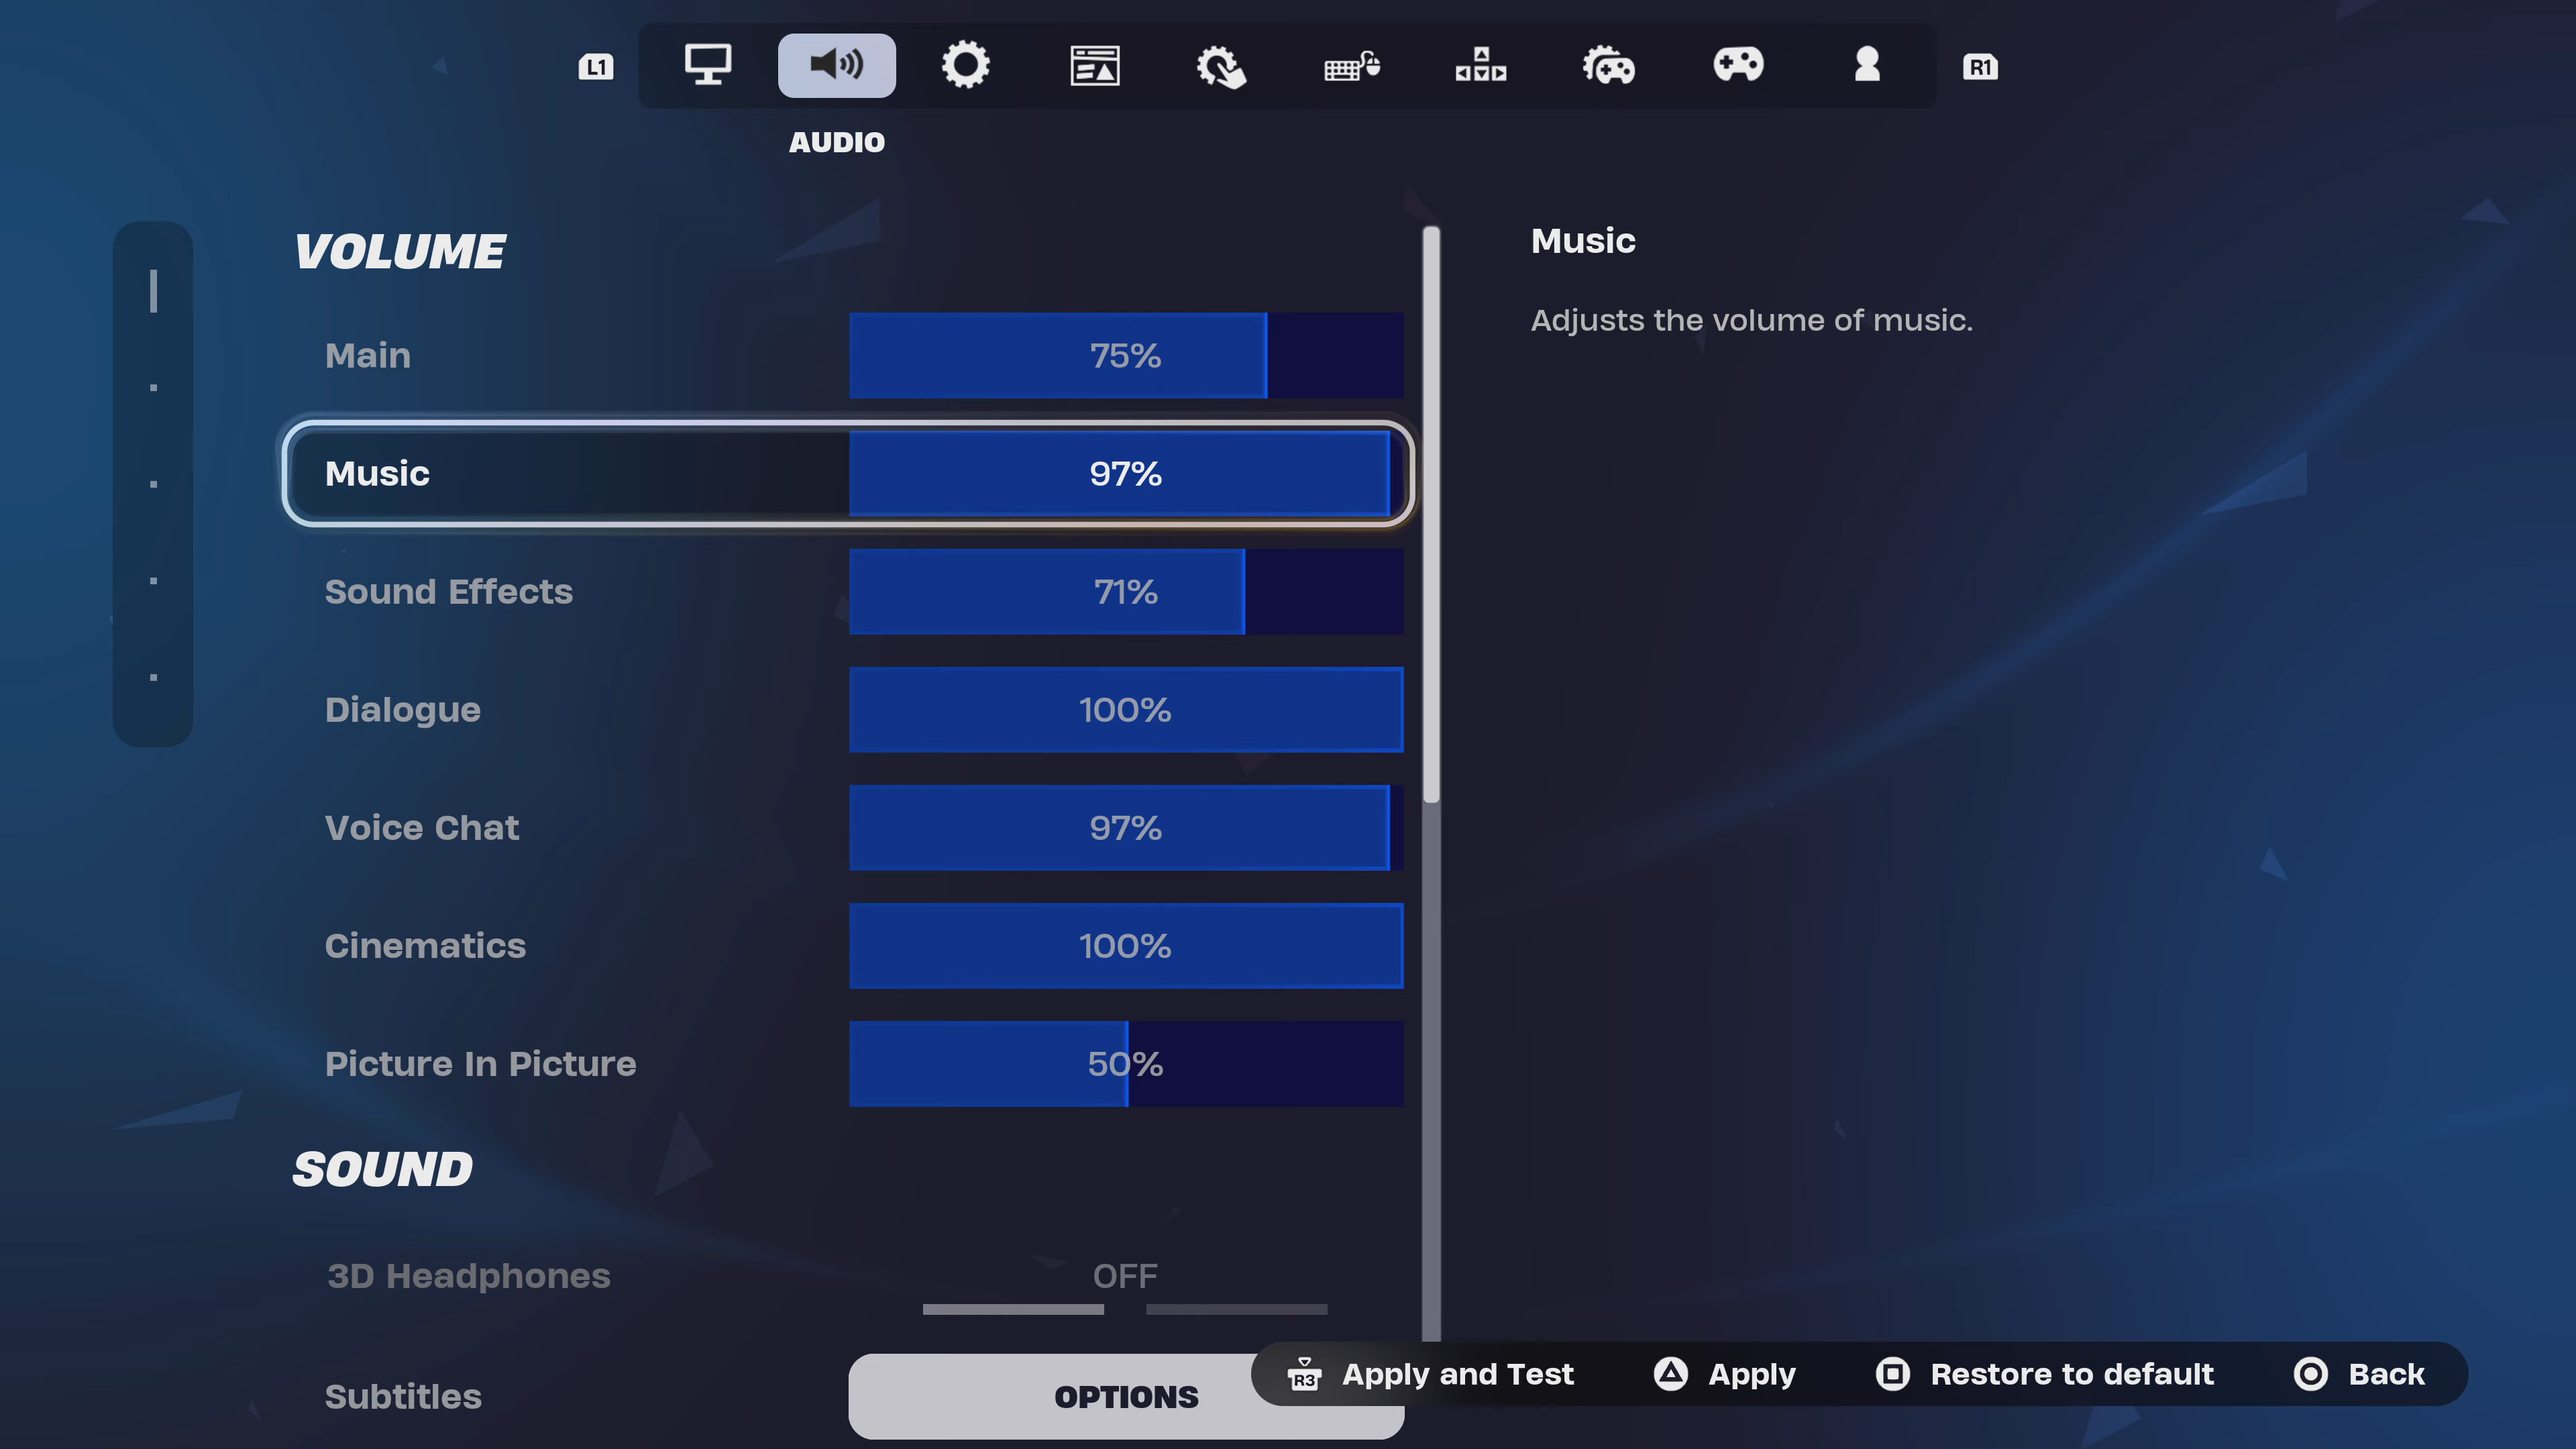 L1
R1
AUDIO
VOLUME
Music
Adjusts the volume of music.
Main 75%
Music 97%
Sound Effects 71%
Dialogue 100%
Voice Chat 97%
Cinematics 100%
Picture In Picture 50%
SOUND
3D Headphones OFF
Subtitles OPTIONS
R3 Apply and Test Apply Restore to default Back